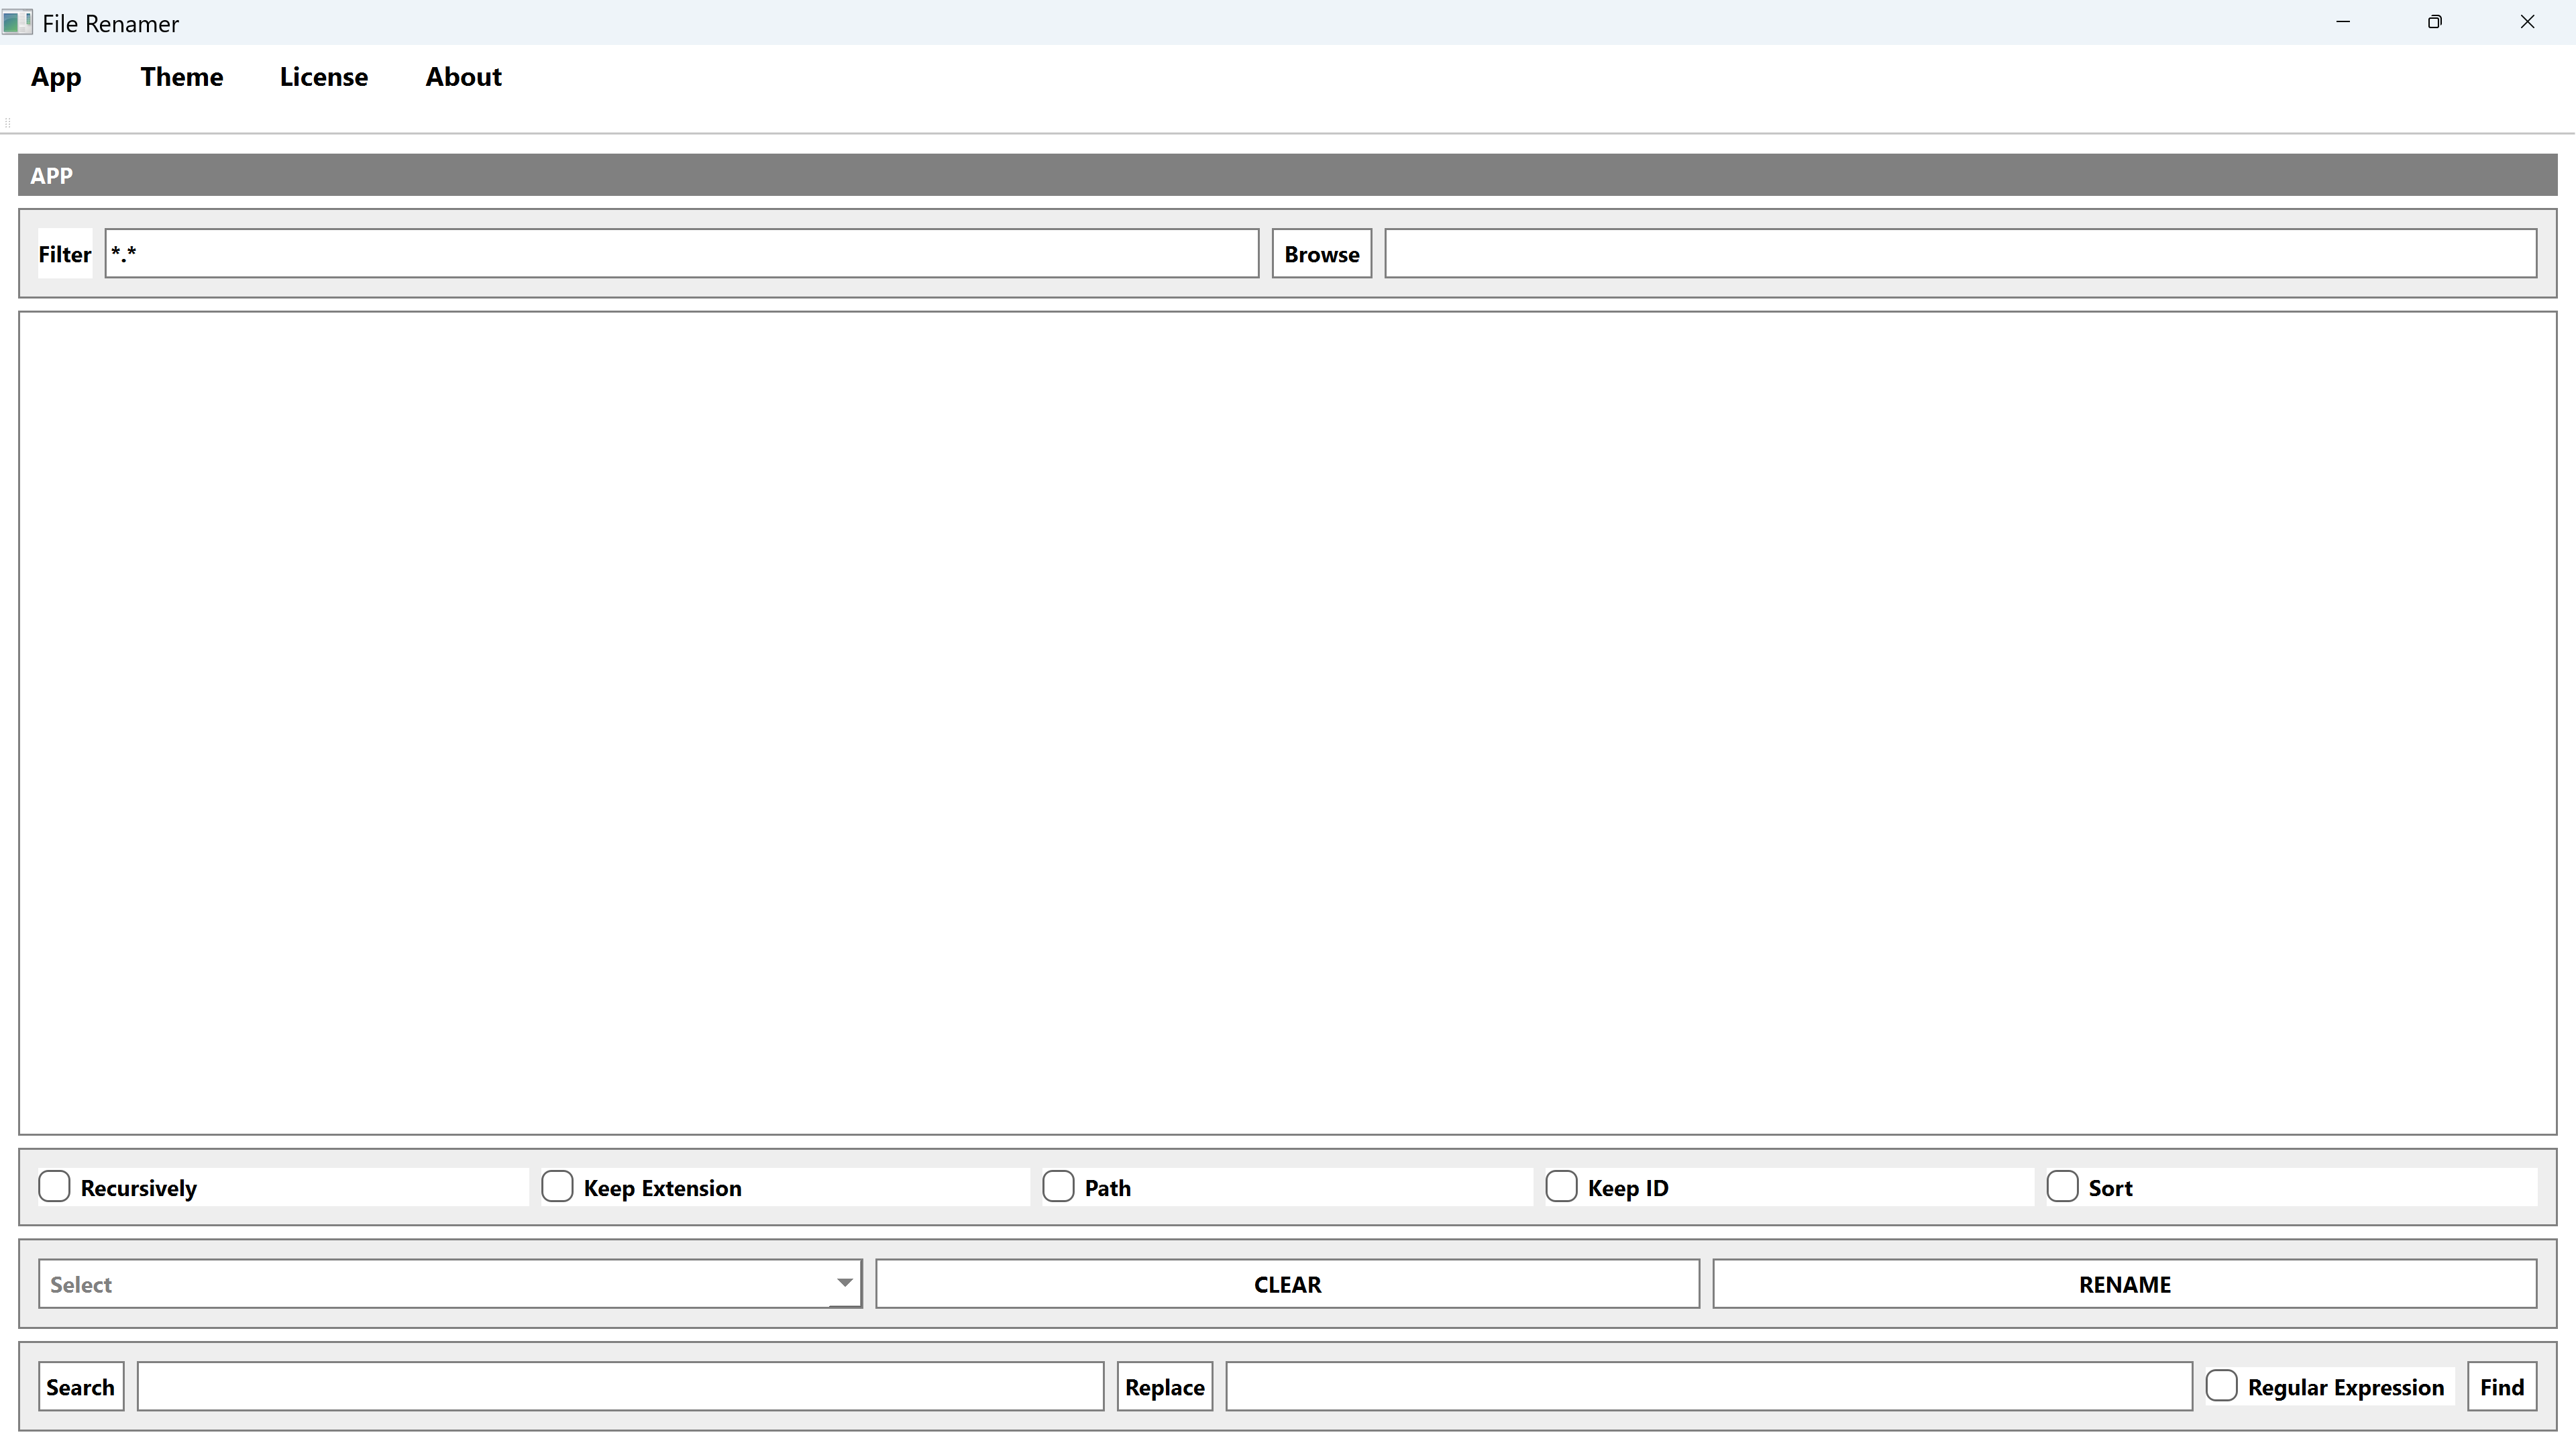 File Renamer
App Theme License About
APP
Filter *.* Browse
Recursively Keep Extension Path Keep ID Sort
Select CLEAR RENAME
Search Replace Regular Expression Find